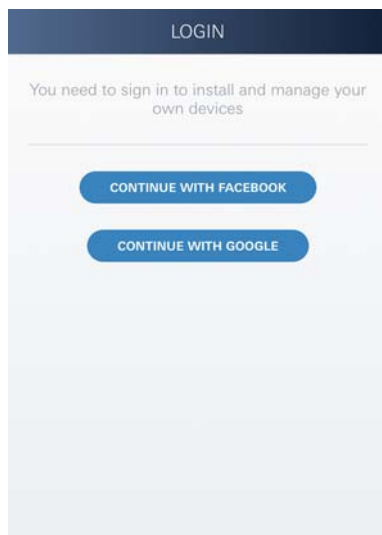 LOGIN
You need to sign in to install and manage your
own devices
CONTINUE WITH FACEBOOK
CONTINUE WITH GOOGLE